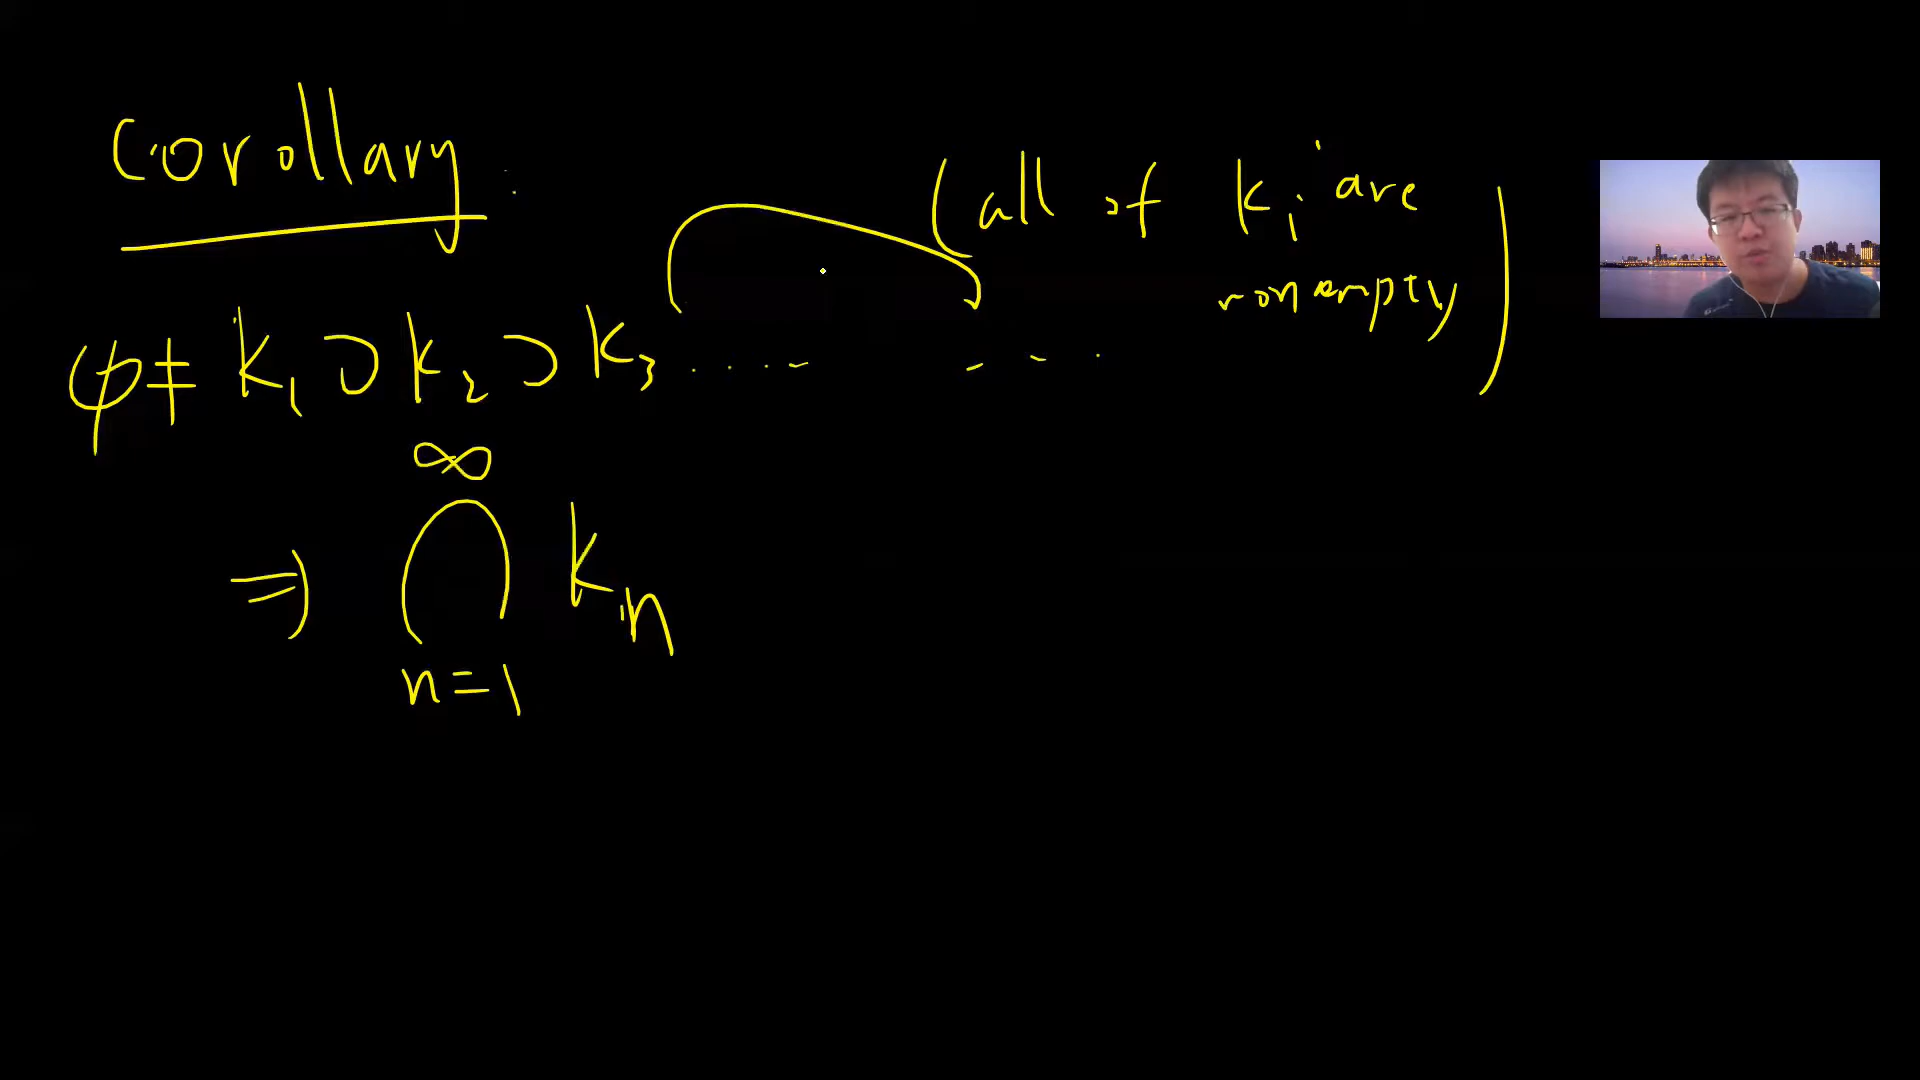 Corollary :
(all of Ki are
nonempty)
φ ≠ K₁ ⊃ K₂ ⊃ K₃ ..... ...
⇒ ⋂_{n=1}^{∞} Kₙ